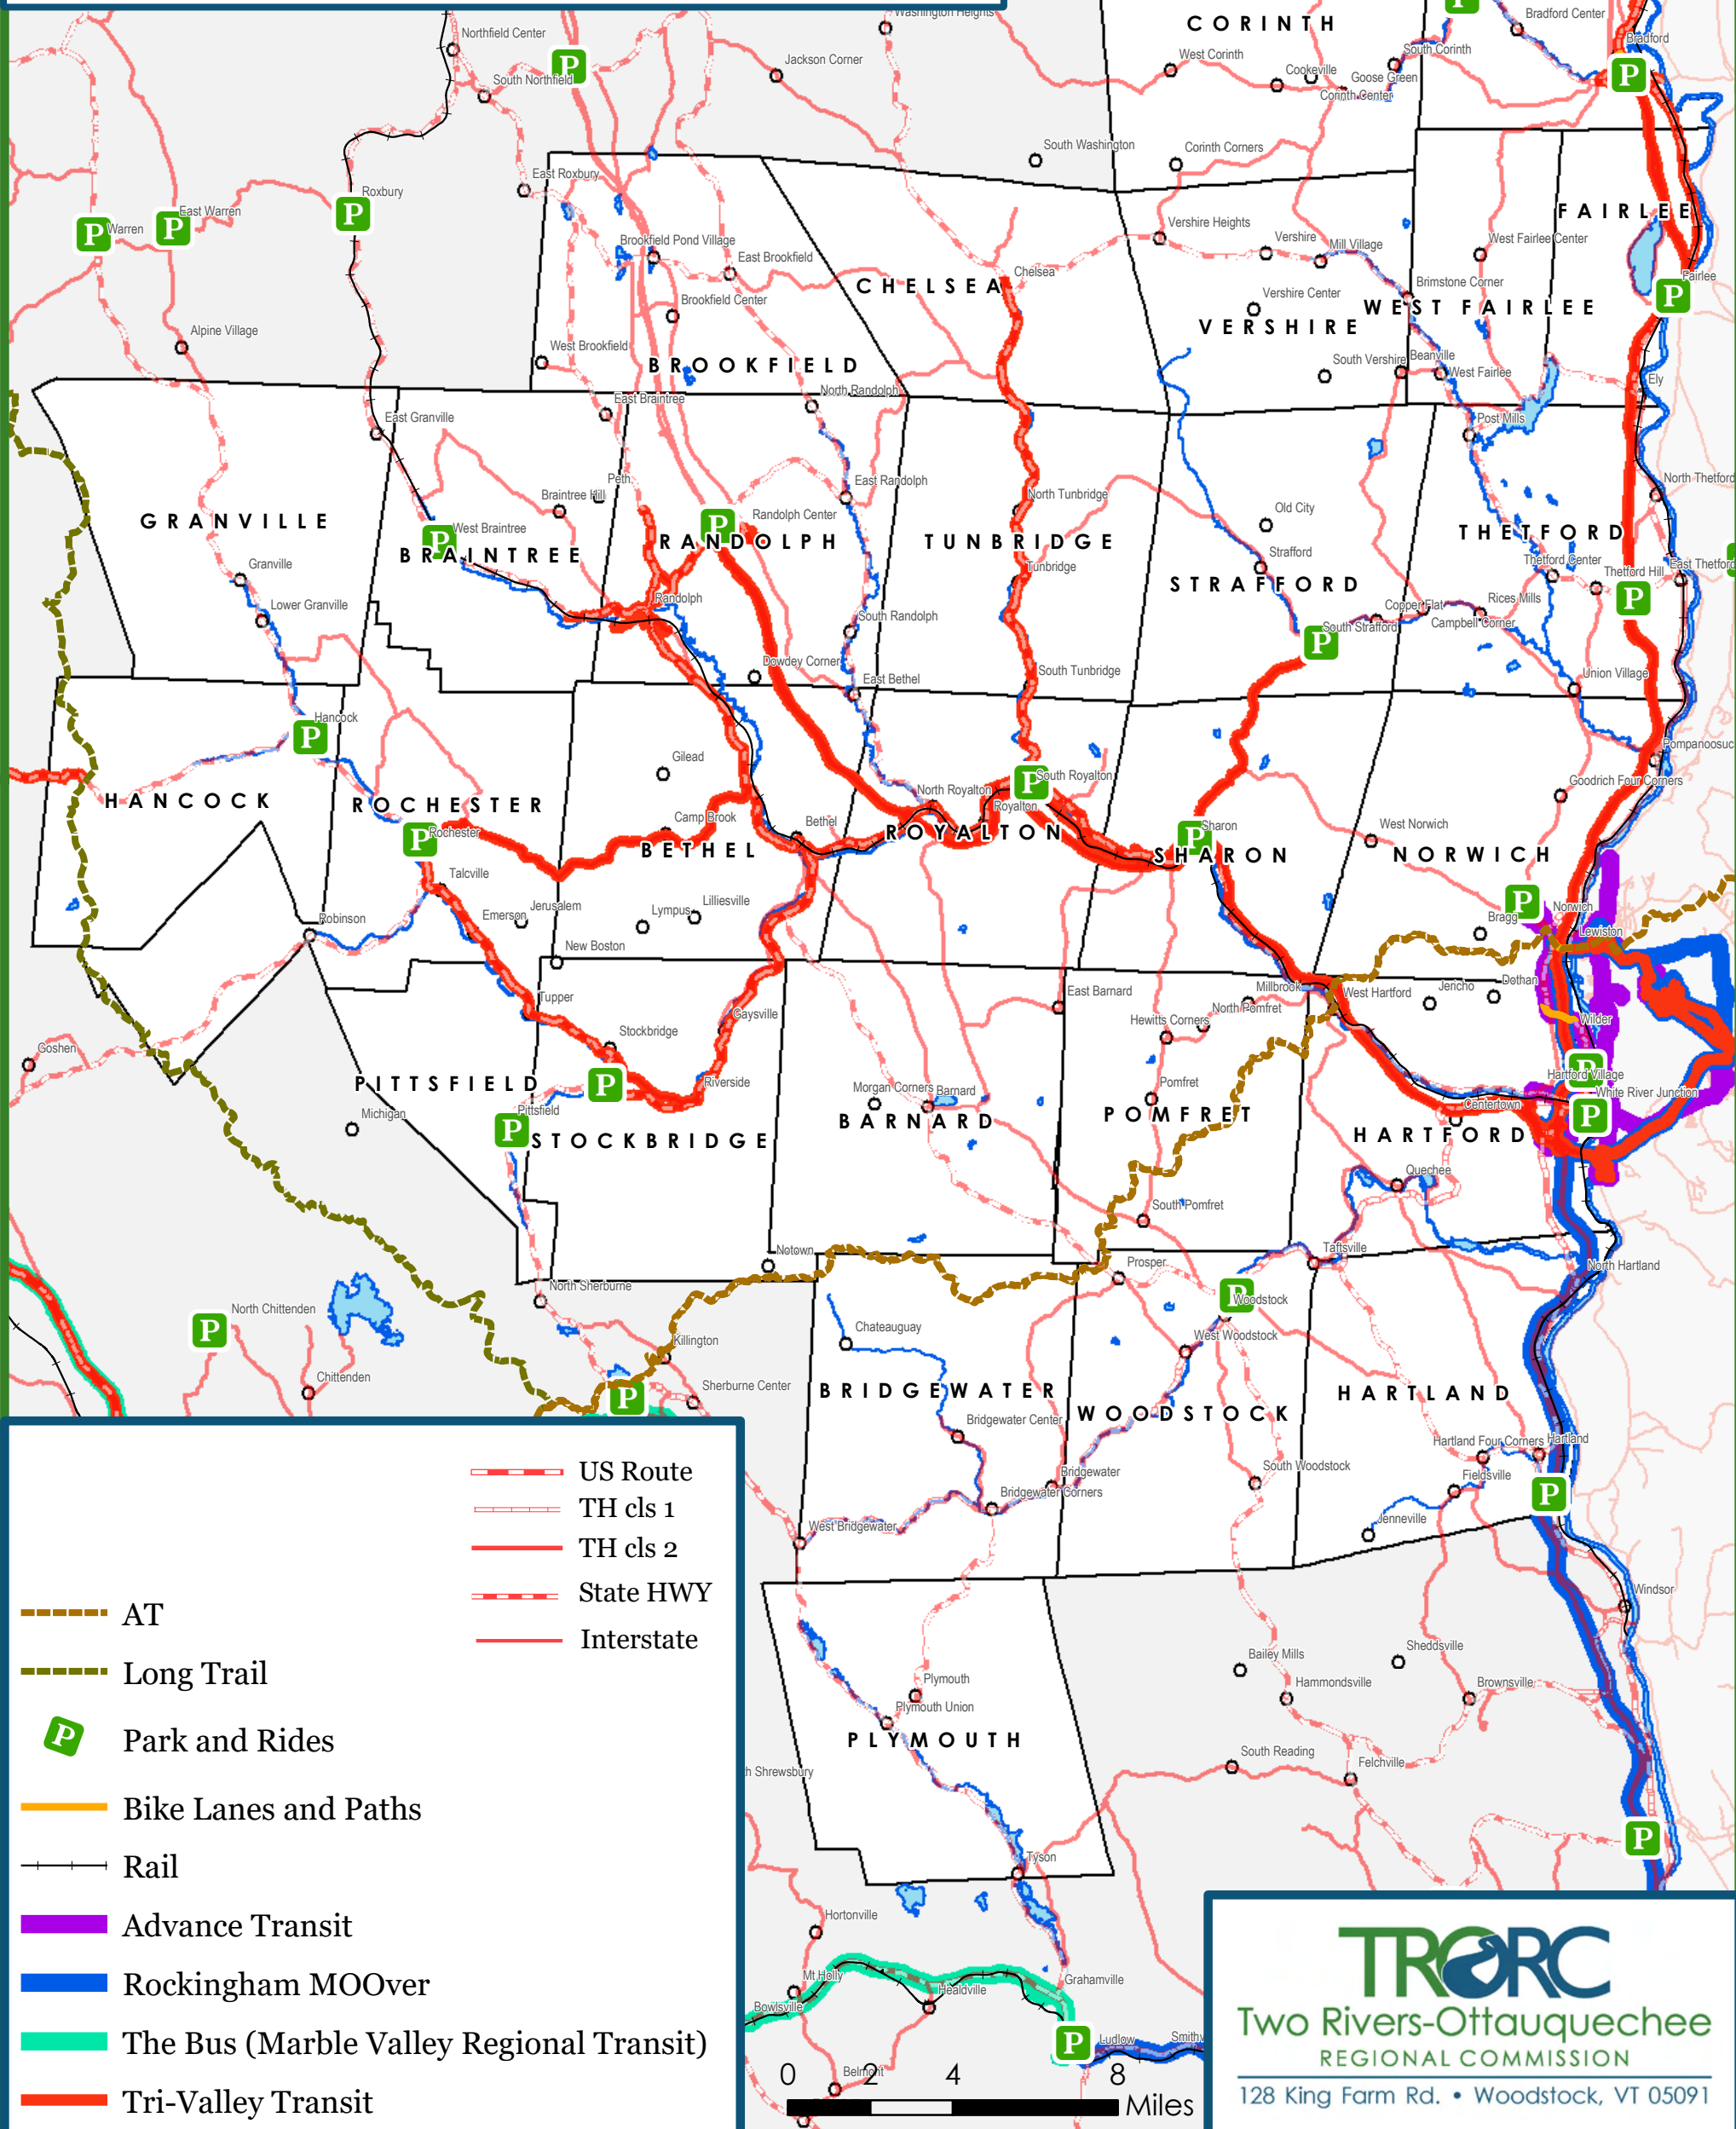 Washington Heights
CORINTH
Bradford Center
Northfield Center
Bradford
P
South Northfield
Jackson Corner
West Corinth
South Corinth
Cookeville
Goose Green
Corinth Center
P
South Washington
Corinth Corners
East Roxbury
Roxbury
P
East Warren
P
Warren
P
FAIRLEE
Vershire Heights
Vershire
Mill Village
West Fairlee Center
Brookfield Pond Village
East Brookfield
CHELSEA
Chelsea
Brimstone Corner
Fairlee
P
Brookfield Center
Vershire Center
WEST FAIRLEE
VERSHIRE
Alpine Village
West Brookfield
BROOKFIELD
South Vershire
Beanville
West Fairlee
Ely
North Randolph
East Braintree
East Granville
Post Mills
Peth
East Randolph
North Tunbridge
North Thetford
Braintree Hill
Randolph Center
P
Old City
GRANVILLE
West Braintree
P
BRAINTREE
RANDOLPH
TUNBRIDGE
THETFORD
Strafford
Granville
Tunbridge
STRAFFORD
Thetford Center
Thetford Hill
East Thetford
P
Lower Granville
Randolph
South Randolph
Copper Flat
Rices Mills
Campbell Corner
South Strafford
P
Dowdey Corner
East Bethel
South Tunbridge
Union Village
Hancock
P
Gilead
Pompanoosuc
South Royalton
P
Goodrich Four Corners
HANCOCK
ROCHESTER
North Royalton
Royalton
Camp Brook
Bethel
ROYALTON
Sharon
P
West Norwich
Rochester
P
BETHEL
SHARON
NORWICH
Talcville
Emerson
Jerusalem
Lympus
Lilliesville
P
Norwich
Bragg
Robinson
Lewiston
New Boston
Tupper
Gaysville
East Barnard
Millbrook
West Hartford
Jericho
Dothan
North Pomfret
Hewitts Corners
Wilder
Goshen
Stockbridge
PITTSFIELD
P
Riverside
Pomfret
P
Hartford Village
White River Junction
Morgan Corners
Barnard
Michigan
Pittsfield
P
STOCKBRIDGE
BARNARD
POMFRET
Centertown
P
HARTFORD
Quechee
South Pomfret
Notown
Taftsville
North Hartland
Prosper
North Sherburne
P
Woodstock
North Chittenden
P
Chateauguay
West Woodstock
Killington
Chittenden
Sherburne Center
P
BRIDGEWATER
HARTLAND
WOODSTOCK
Bridgewater Center
Hartland Four Corners
Hartland
South Woodstock
Fieldsville
Bridgewater
Bridgewater Corners
P
West Bridgewater
Jenneville
Windsor
Bailey Mills
Sheddsville
Plymouth
Hammondsville
Brownsville
Plymouth Union
PLYMOUTH
South Reading
Felchville
Shrewsbury
P
Tyson
Hortonville
Mt Holly
Grahamville
Healdville
Bowlsville
P
Ludlow
Belmont
US Route
TH cls 1
TH cls 2
State HWY
Interstate
AT
Long Trail
P Park and Rides
Bike Lanes and Paths
Rail
Advance Transit
Rockingham MOOver
The Bus (Marble Valley Regional Transit)
Tri-Valley Transit
0 2 4 8
Miles
TRORC
Two Rivers-Ottauquechee
REGIONAL COMMISSION
128 King Farm Rd. • Woodstock, VT 05091